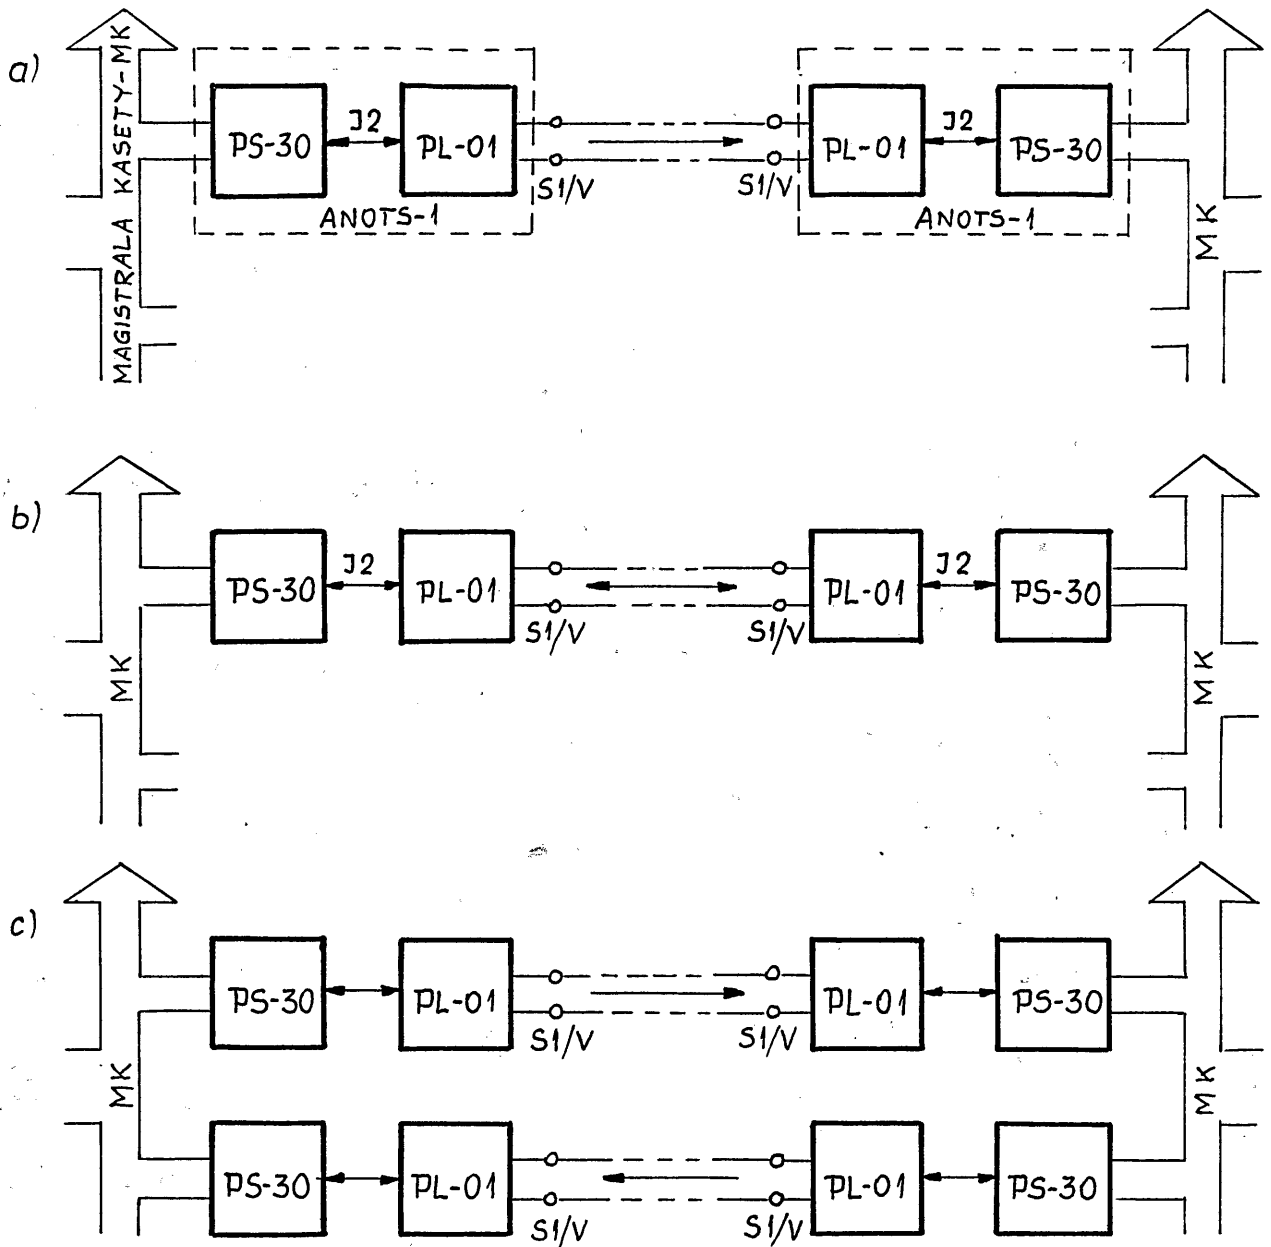 a)
MAGISTRALA KASETY-MK
PS-30 J2 PL-01 S1/V S1/V PL-01 J2 PS-30
ANOTS-1 ANOTS-1
MK
b)
PS-30 J2 PL-01 S1/V S1/V PL-01 J2 PS-30
MK MK
c)
PS-30 PL-01 S1/V S1/V PL-01 PS-30
MK MK
PS-30 PL-01 S1/V S1/V PL-01 PS-30